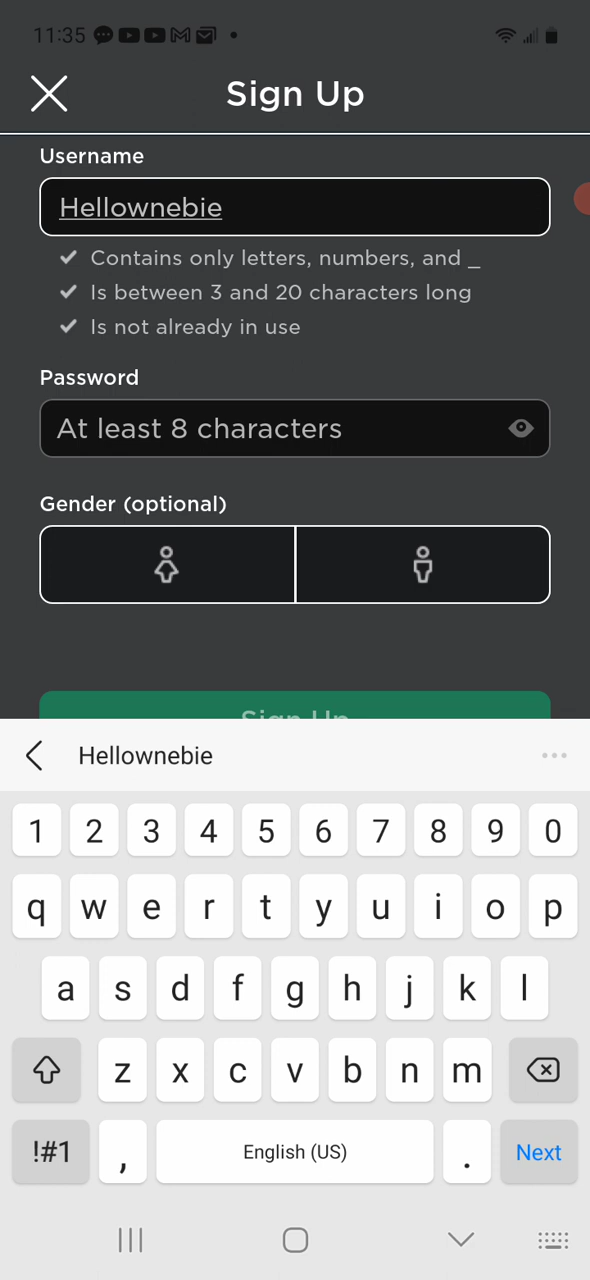 11:35
Sign Up
Username
Hellownebie
Contains only letters, numbers, and _
Is between 3 and 20 characters long
Is not already in use
Password
At least 8 characters
Gender (optional)
Sign Up
Hellownebie
1 2 3 4 5 6 7 8 9 0
q w e r t y u i o p
a s d f g h j k l
z x c v b n m
!#1 , English (US) . Next